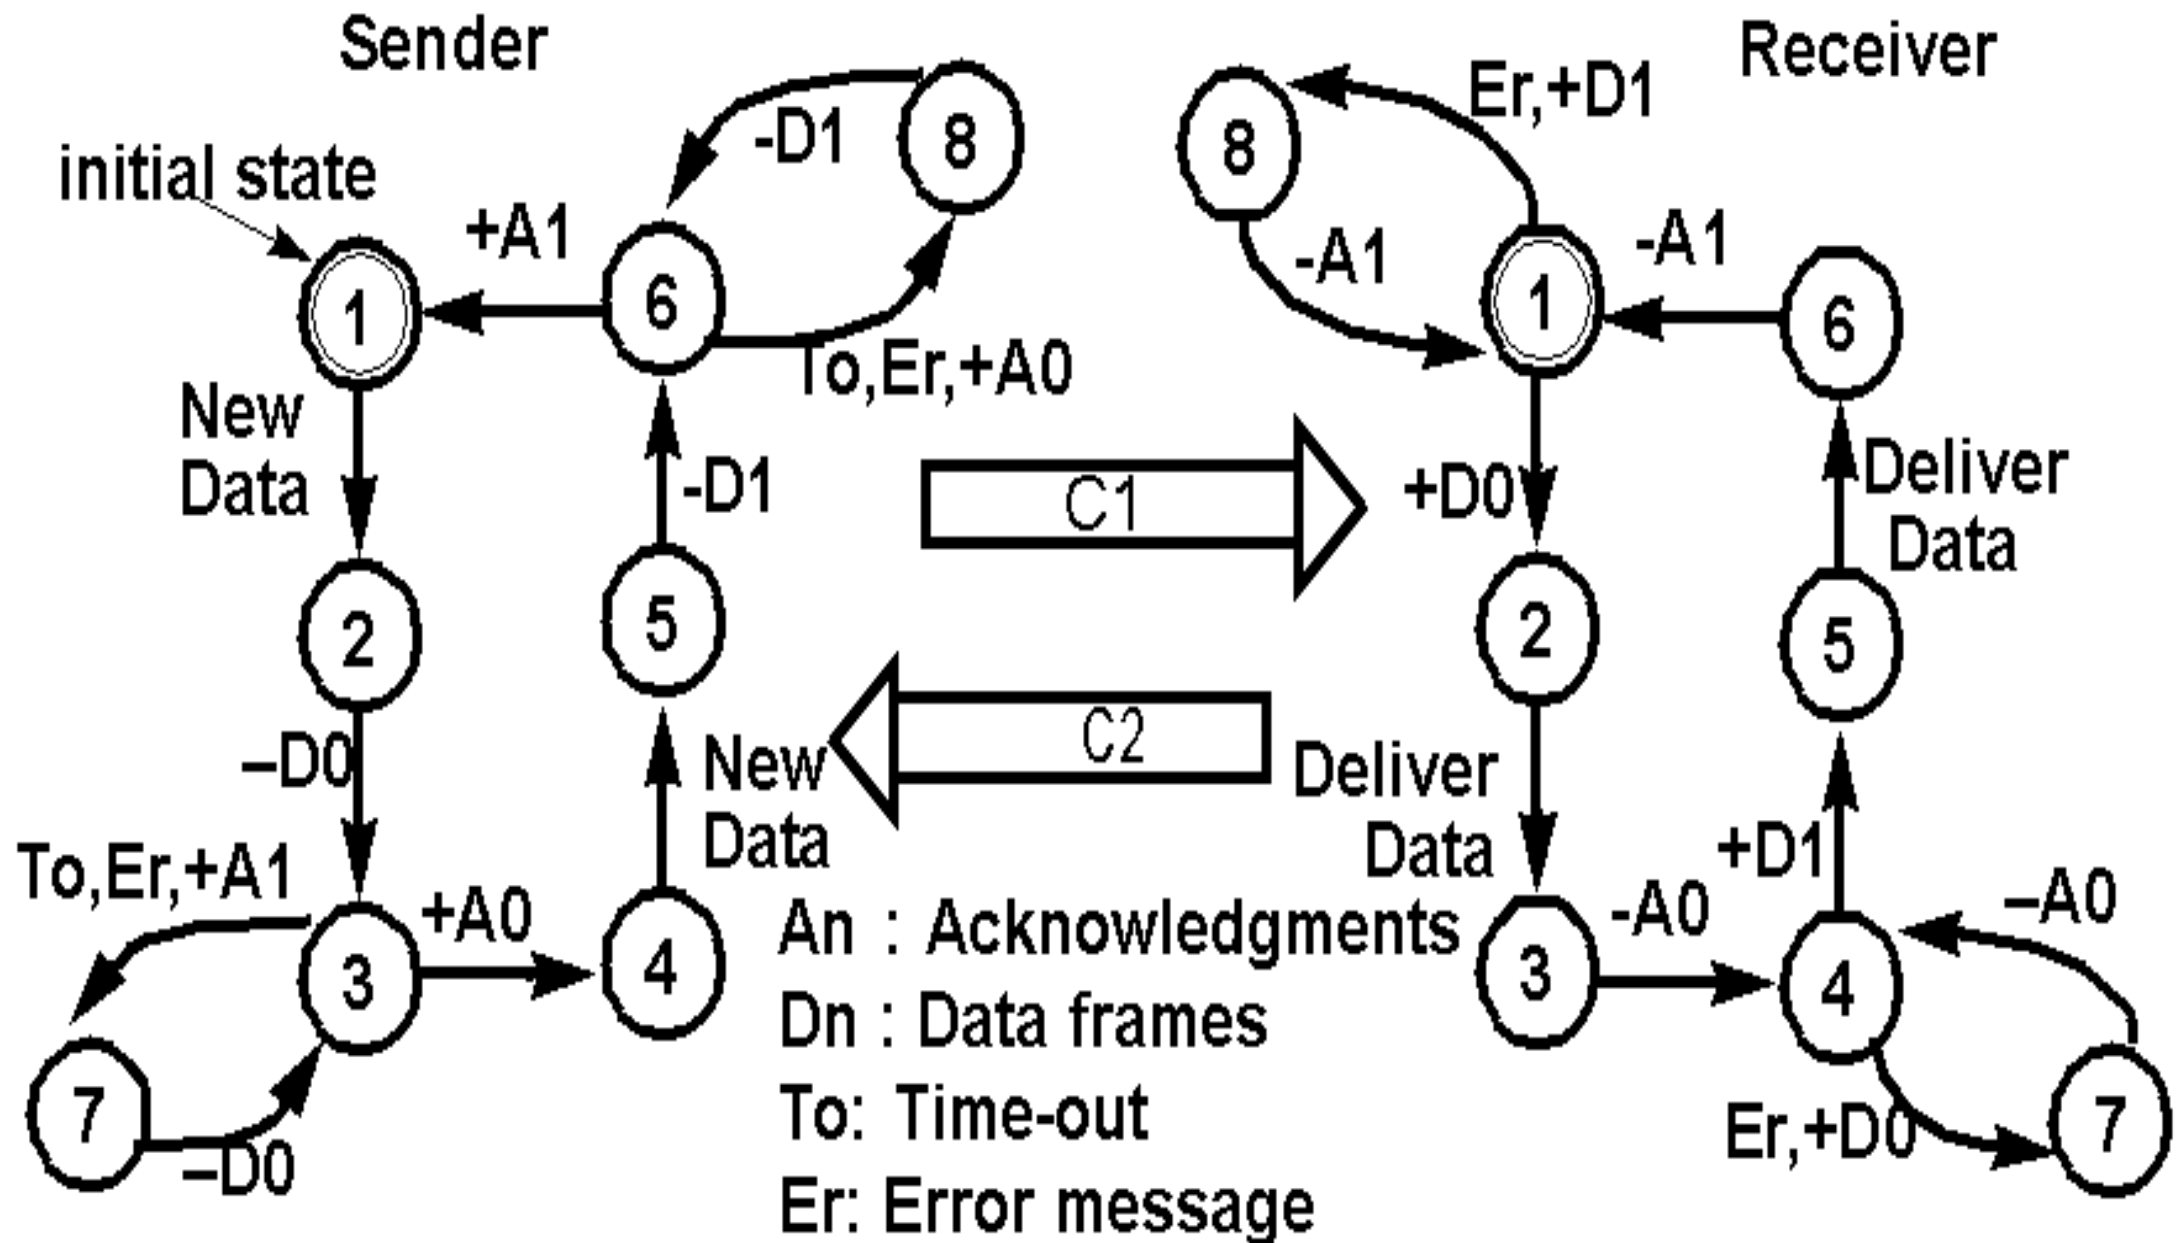 Sender
Receiver
initial state
-D1
8
+A1
1
6
To,Er,+A0
New
Data
-D1
2
5
–D0
New
Data
To,Er,+A1
+A0
3
4
7
–D0
C1
C2
An : Acknowledgments
Dn : Data frames
To: Time-out
Er: Error message
Er,+D1
8
-A1
1
-A1
6
+D0
Deliver
Data
2
5
Deliver
Data
+D1
-A0
–A0
3
4
Er,+D0
7